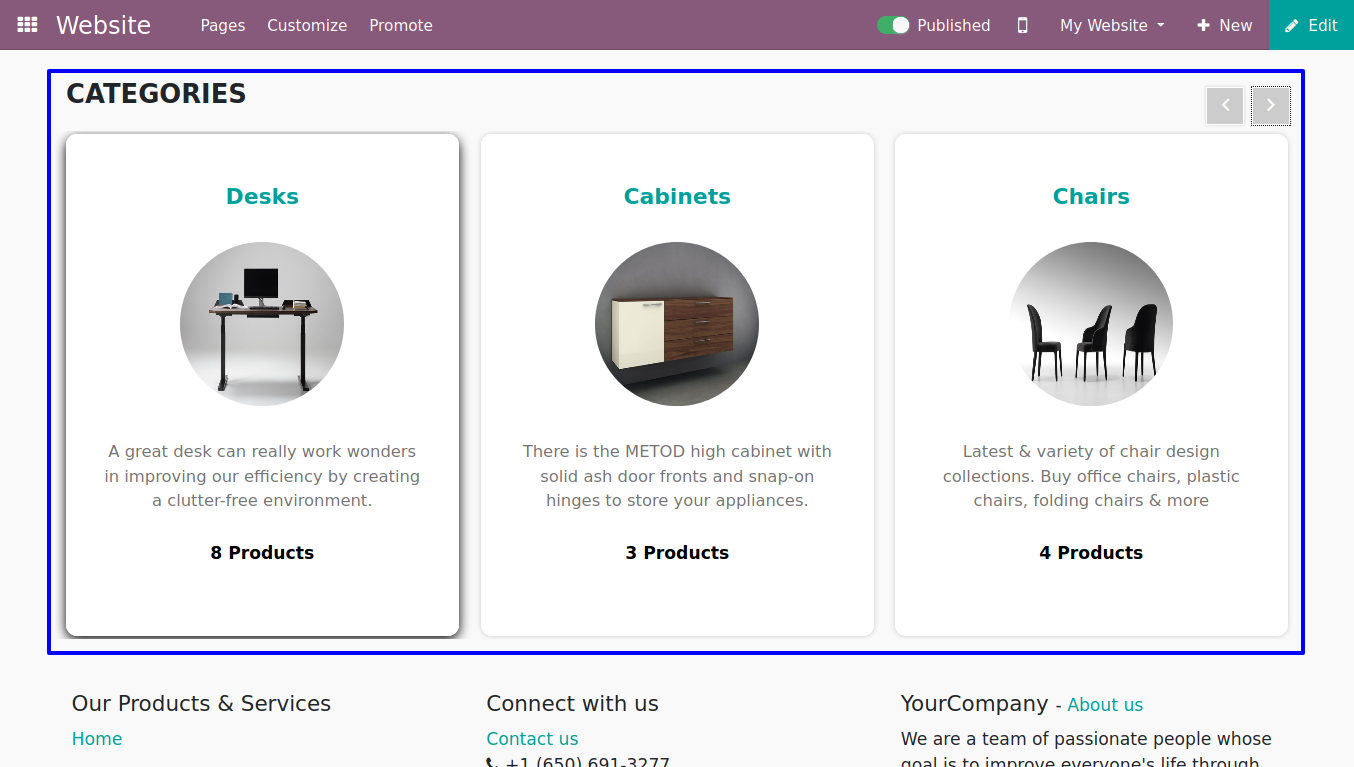 Website Pages Customize Promote Published My Website New Edit
CATEGORIES
Desks
A great desk can really work wonders
in improving our efficiency by creating
a clutter-free environment.
8 Products
Cabinets
There is the METOD high cabinet with
solid ash door fronts and snap-on
hinges to store your appliances.
3 Products
Chairs
Latest & variety of chair design
collections. Buy office chairs, plastic
chairs, folding chairs & more
4 Products
Our Products & Services
Home
Connect with us
Contact us
+1 (650) 691-3277
YourCompany - About us
We are a team of passionate people whose
goal is to improve everyone's life through